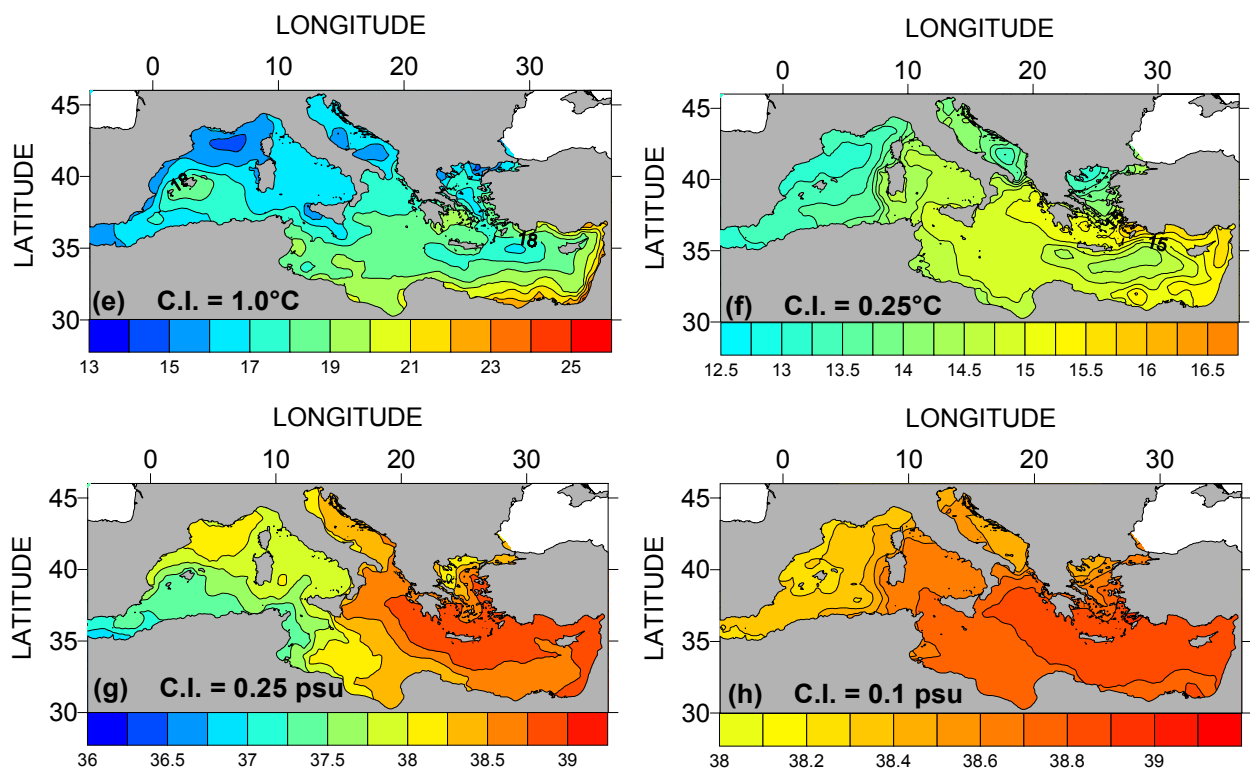 LONGITUDE
0 10 20 30
LATITUDE
45
40
35
30
18
18
(e) C.I. = 1.0°C
13 15 17 19 21 23 25
LONGITUDE
0 10 20 30
LATITUDE
45
40
35
30
15
(f) C.I. = 0.25°C
12.5 13 13.5 14 14.5 15 15.5 16 16.5
LONGITUDE
0 10 20 30
LATITUDE
45
40
35
30
(g) C.I. = 0.25 psu
36 36.5 37 37.5 38 38.5 39
LONGITUDE
0 10 20 30
LATITUDE
45
40
35
30
(h) C.I. = 0.1 psu
38 38.2 38.4 38.6 38.8 39